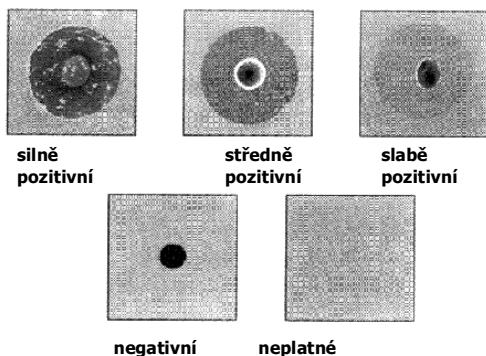 silně
pozitivní
středně
pozitivní
slabě
pozitivní
negativní
neplatné